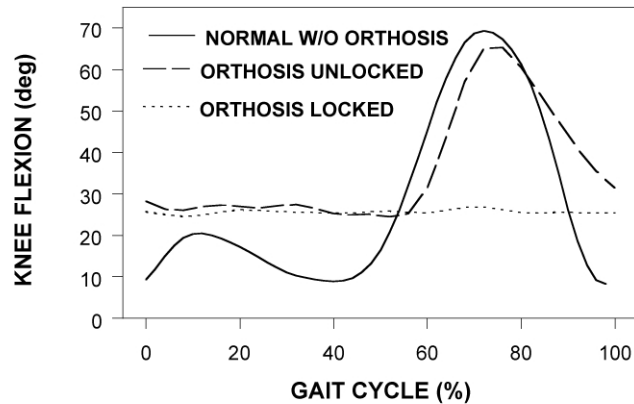 70
60
50
40
30
20
10
0
KNEE FLEXION (deg)
NORMAL W/O ORTHOSIS
ORTHOSIS UNLOCKED
ORTHOSIS LOCKED
0 20 40 60 80 100
GAIT CYCLE (%)